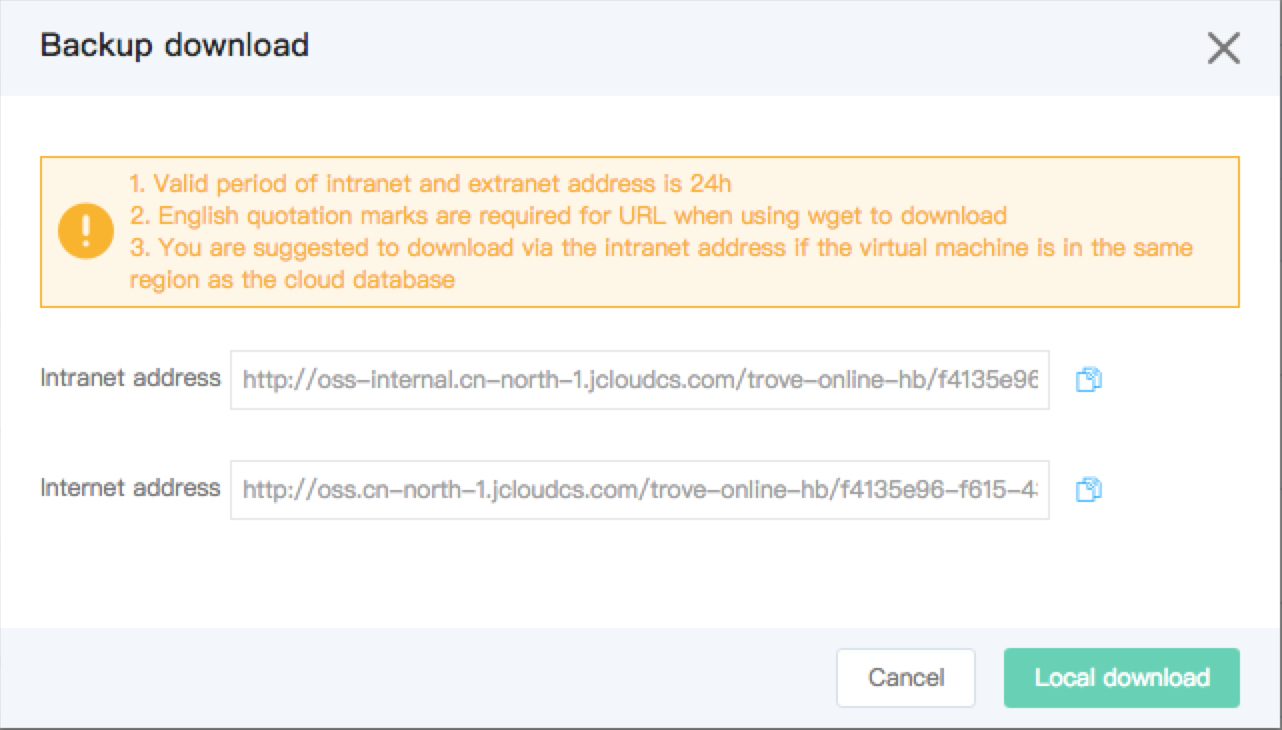 Backup download
1. Valid period of intranet and extranet address is 24h
2. English quotation marks are required for URL when using wget to download
3. You are suggested to download via the intranet address if the virtual machine is in the same
region as the cloud database
Intranet address http://oss-internal.cn-north-1.jcloudcs.com/trove-online-hb/f4135e96
Internet address http://oss.cn-north-1.jcloudcs.com/trove-online-hb/f4135e96-f615-4
Cancel Local download